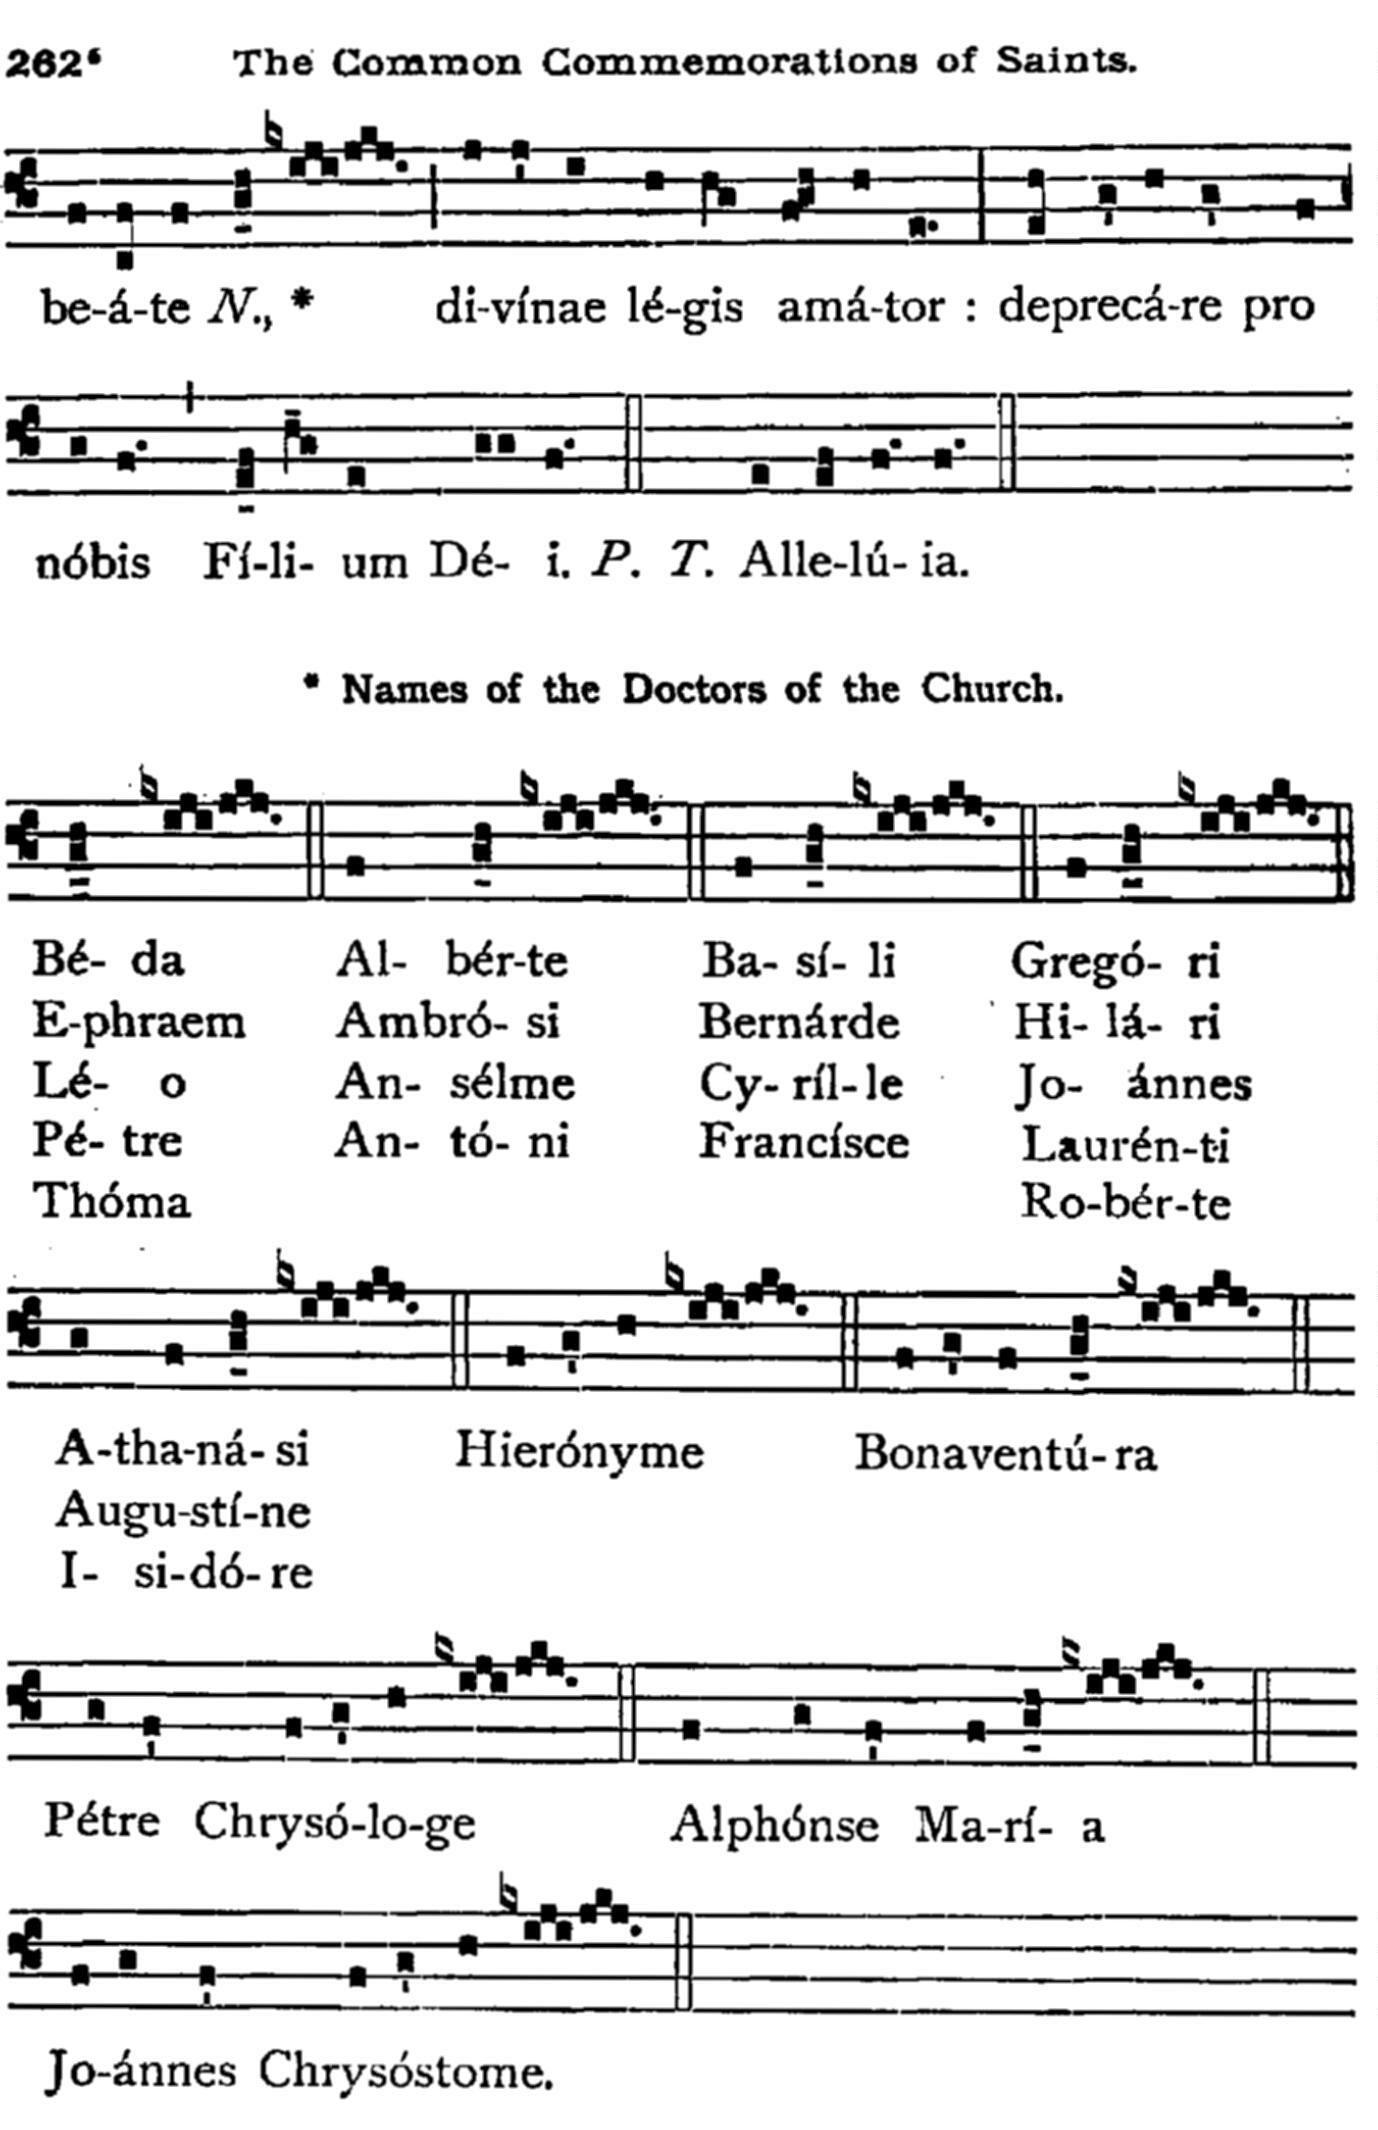 262⁶ The Common Commemorations of Saints.
be-á-te N., * di-vínae lé-gis amá-tor : deprecá-re pro
nóbis Fí-li- um Dé- i. P. T. Alle-lú- ia.
* Names of the Doctors of the Church.
Bé- da Al- bér-te Ba- sí- li Gregó- ri
E-phraem Ambró- si Bernárde Hi- lá- ri
Lé- o An- sélme Cy- ríl- le Jo- ánnes
Pé- tre An- tó- ni Francísce Laurén-ti
Thóma Ro-bér-te
A-tha-ná- si Hierónyme Bonaventú- ra
Augu-stí-ne
I- si-dó- re
Pétre Chrysó-lo-ge Alphónse Ma-rí- a
Jo-ánnes Chrysóstome.